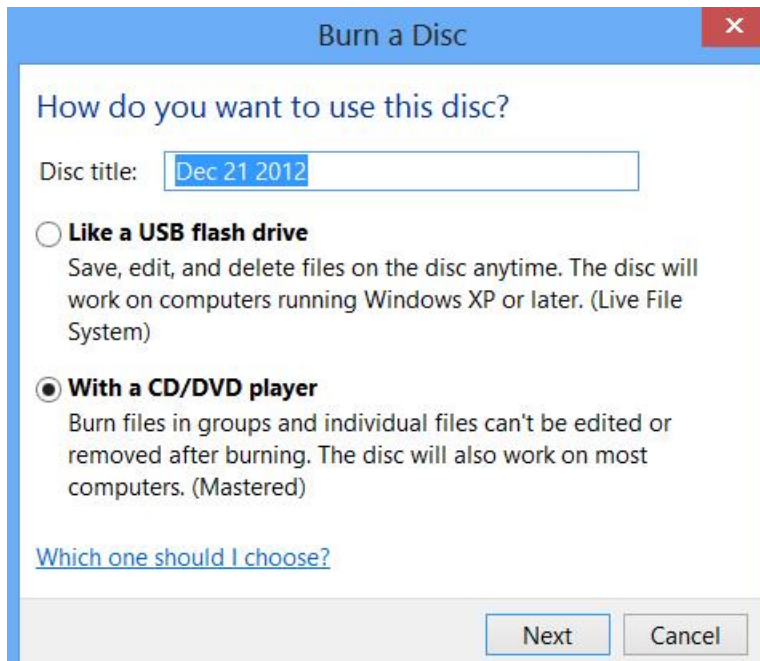 Burn a Disc
How do you want to use this disc?
Disc title: Dec 21 2012
Like a USB flash drive
Save, edit, and delete files on the disc anytime. The disc will
work on computers running Windows XP or later. (Live File
System)
With a CD/DVD player
Burn files in groups and individual files can't be edited or
removed after burning. The disc will also work on most
computers. (Mastered)
Which one should I choose?
Next Cancel